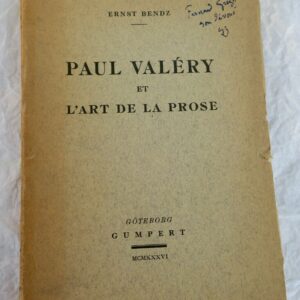 ERNST BENDZ
PAUL VALÉRY
ET
L'ART DE LA PROSE
GÖTEBORG
GUMPERT
MCMXXXVI